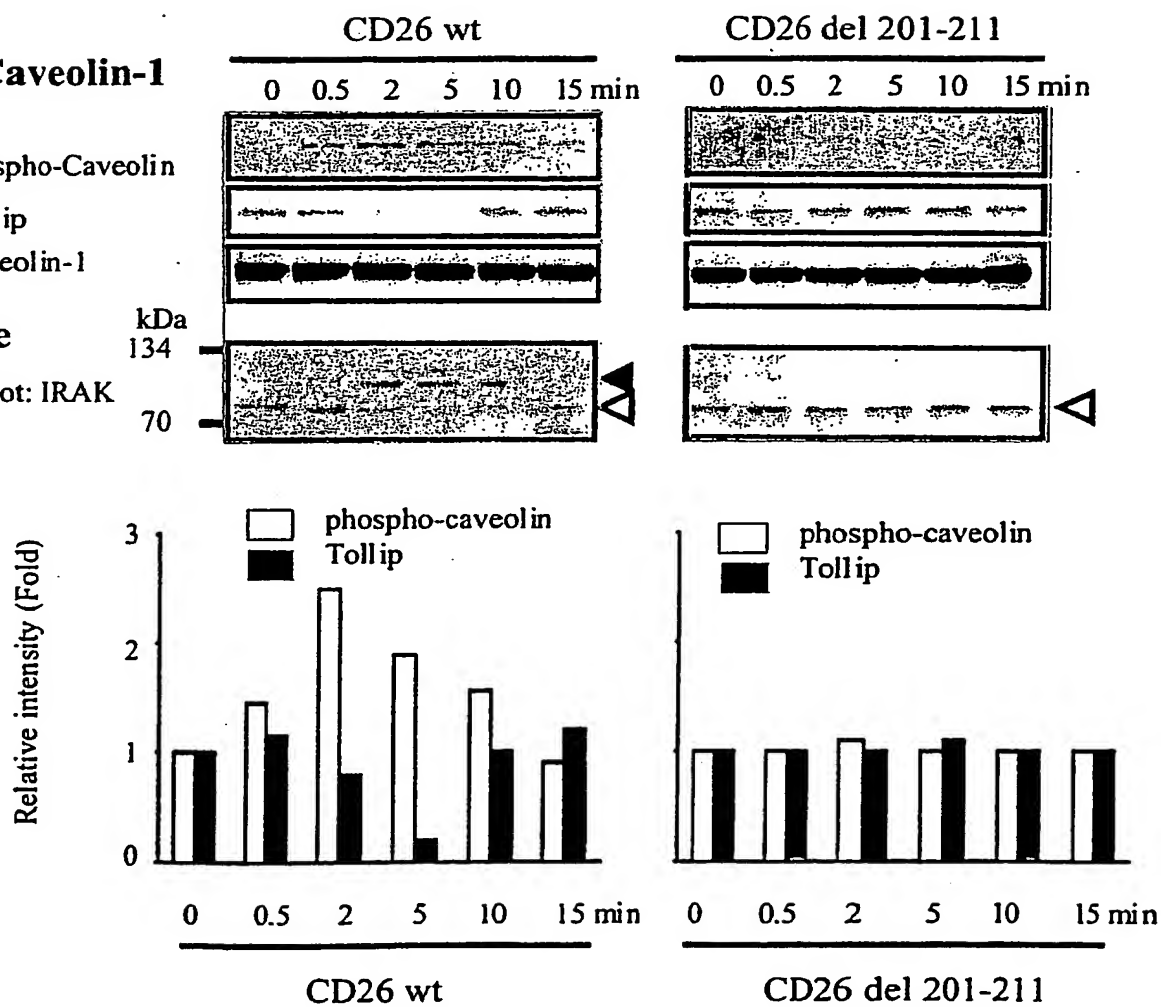 CD26 wt
CD26 del 201-211
Caveolin-1
0 0.5 2 5 10 15 min
0 0.5 2 5 10 15 min
spho-Caveolin
ip
eolin-1
e
kDa
134
ot: IRAK
70
3
2
1
0
Relative intensity (Fold)
phospho-caveolin
Tollip
phospho-caveolin
Tollip
0 0.5 2 5 10 15 min
0 0.5 2 5 10 15 min
CD26 wt
CD26 del 201-211